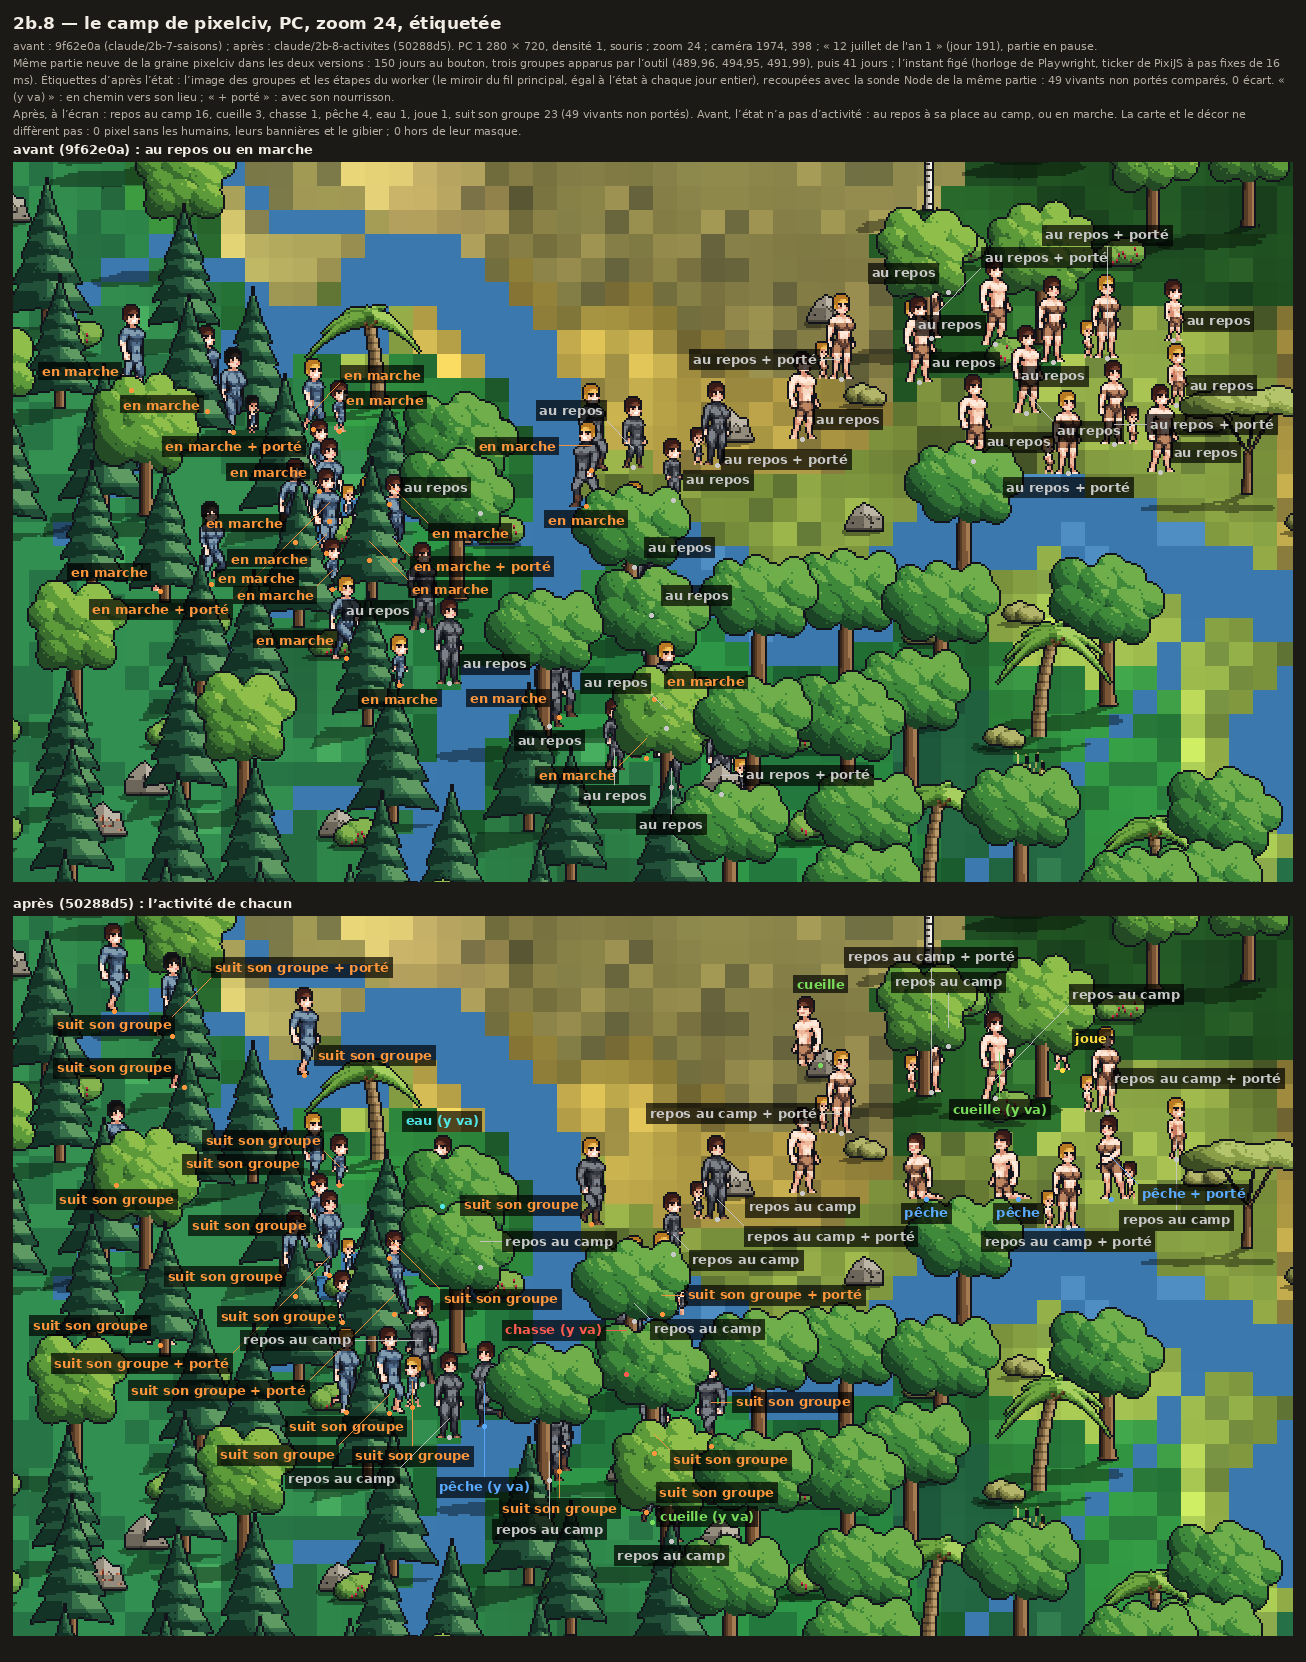 2b.8 — le camp de pixelciv, PC, zoom 24, étiquetée
avant : 9f62e0a (claude/2b-7-saisons) ; après : claude/2b-8-activites (50288d5). PC 1 280 × 720, densité 1, souris ; zoom 24 ; caméra 1974, 398 ; « 12 juillet de l'an 1 » (jour 191), partie en pause.
Même partie neuve de la graine pixelciv dans les deux versions : 150 jours au bouton, trois groupes apparus par l’outil (489,96, 494,95, 491,99), puis 41 jours ; l’instant figé (horloge de Playwright, ticker de PixiJS à pas fixes de 16
ms). Étiquettes d’après l’état : l’image des groupes et les étapes du worker (le miroir du fil principal, égal à l’état à chaque jour entier), recoupées avec la sonde Node de la même partie : 49 vivants non portés comparés, 0 écart. «
(y va) » : en chemin vers son lieu ; « + porté » : avec son nourrisson.
Après, à l’écran : repos au camp 16, cueille 3, chasse 1, pêche 4, eau 1, joue 1, suit son groupe 23 (49 vivants non portés). Avant, l’état n’a pas d’activité : au repos à sa place au camp, ou en marche. La carte et le décor ne
diffèrent pas : 0 pixel sans les humains, leurs bannières et le gibier ; 0 hors de leur masque.
avant (9f62e0a) : au repos ou en marche
au repos + porté
au repos + porté
au repos
au repos
au repos
au repos + porté
au repos
au repos
en marche
en marche
au repos
en marche
en marche
au repos
au repos
au repos + porté
au repos
au repos
en marche + porté
en marche
au repos
au repos + porté
en marche
au repos
au repos
au repos + porté
en marche
en marche
en marche
au repos
en marche
en marche + porté
en marche
en marche
en marche
en marche
au repos
en marche + porté
au repos
en marche
au repos
au repos
en marche
en marche
en marche
au repos
en marche
au repos + porté
au repos
au repos
après (50288d5) : l’activité de chacun
repos au camp + porté
suit son groupe + porté
cueille
repos au camp
repos au camp
suit son groupe
joue
suit son groupe
suit son groupe
repos au camp + porté
cueille (y va)
repos au camp + porté
eau (y va)
suit son groupe
suit son groupe
pêche + porté
suit son groupe
suit son groupe
repos au camp
pêche
pêche
repos au camp
suit son groupe
repos au camp + porté
repos au camp
repos au camp + porté
repos au camp
suit son groupe
suit son groupe + porté
suit son groupe
suit son groupe
suit son groupe
chasse (y va)
repos au camp
repos au camp
suit son groupe + porté
suit son groupe + porté
suit son groupe
suit son groupe
suit son groupe
suit son groupe
suit son groupe
repos au camp
pêche (y va)
suit son groupe
suit son groupe
cueille (y va)
repos au camp
repos au camp